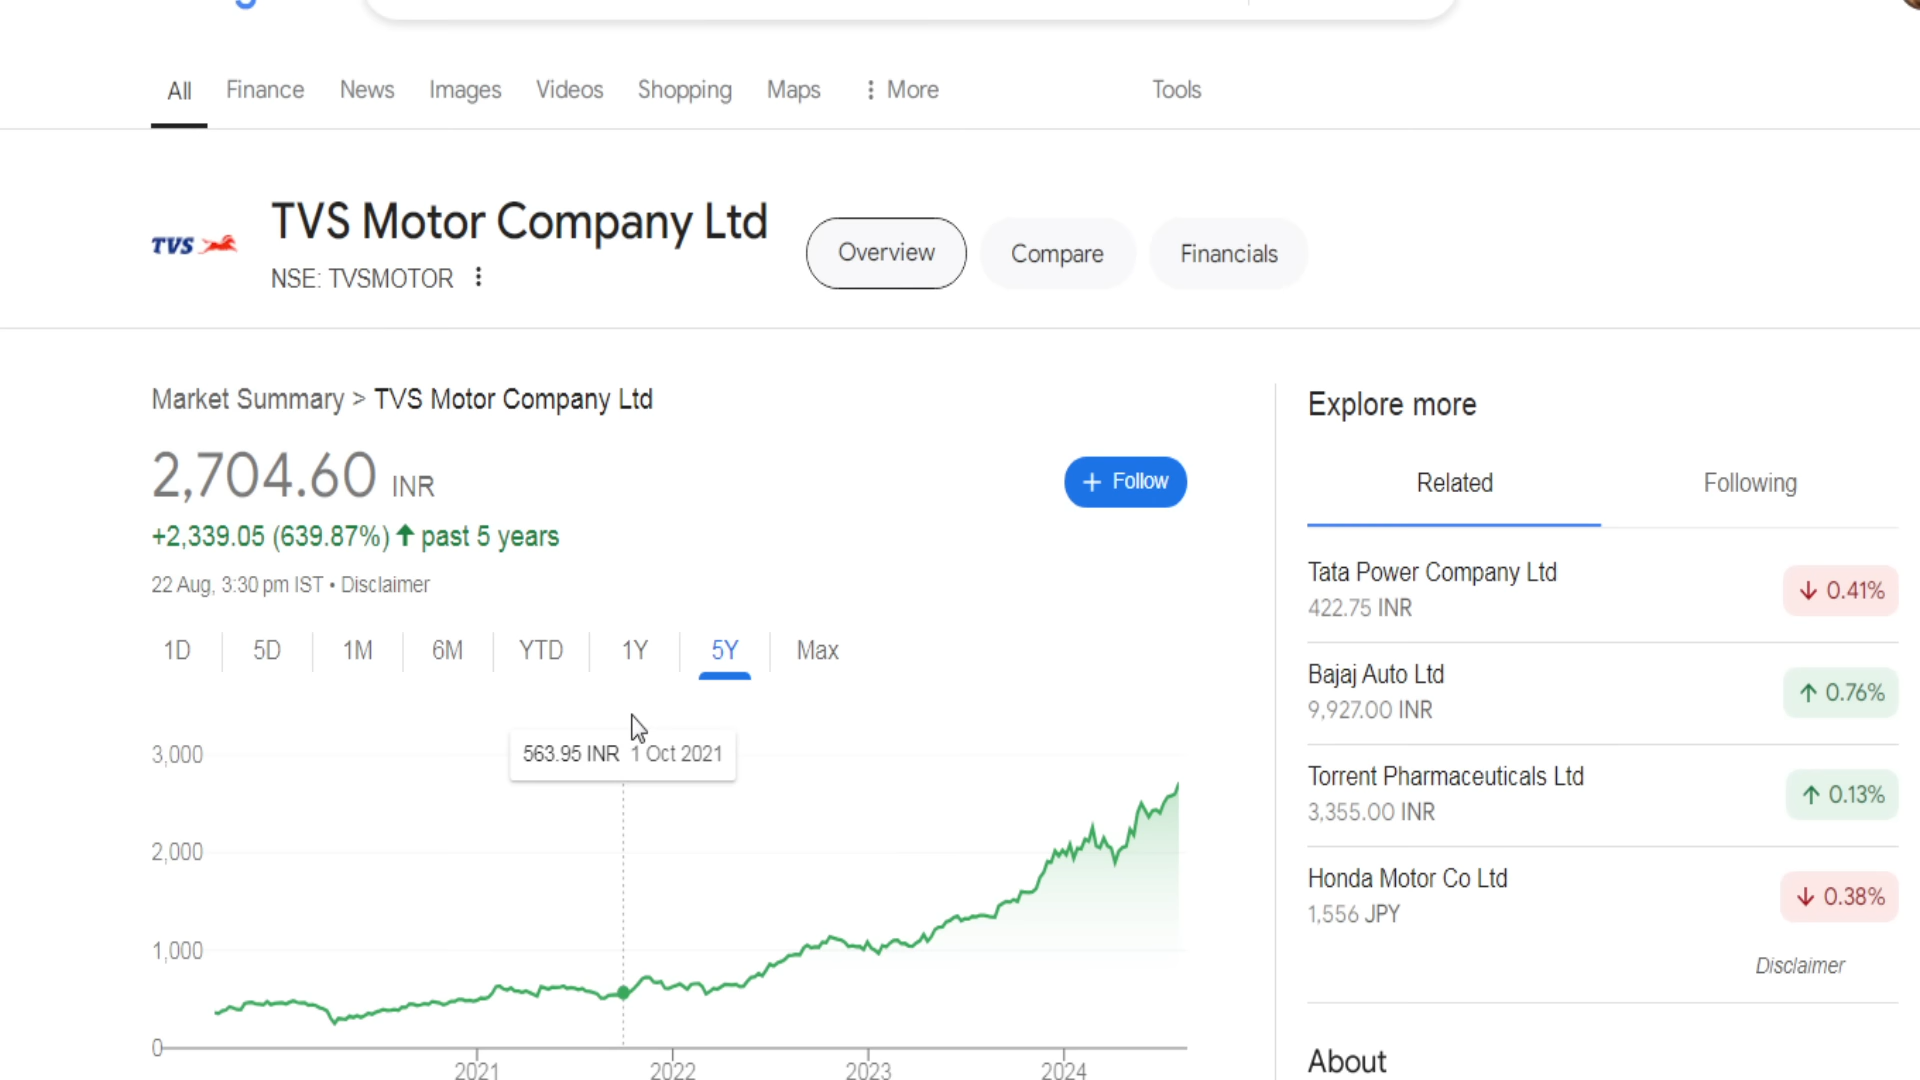 All Finance News Images Videos Shopping Maps More Tools
TVS
TVS Motor Company Ltd
NSE: TVSMOTOR
Overview Compare Financials
Market Summary > TVS Motor Company Ltd
2,704.60 INR
+ Follow
+2,339.05 (639.87%) past 5 years
22 Aug, 3:30 pm IST • Disclaimer
1D 5D 1M 6M YTD 1Y 5Y Max
563.95 INR 1 Oct 2021
3,000
2,000
1,000
0
2021 2022 2023 2024
Explore more
Related Following
Tata Power Company Ltd
422.75 INR
0.41%
Bajaj Auto Ltd
9,927.00 INR
0.76%
Torrent Pharmaceuticals Ltd
3,355.00 INR
0.13%
Honda Motor Co Ltd
1,556 JPY
0.38%
Disclaimer
About